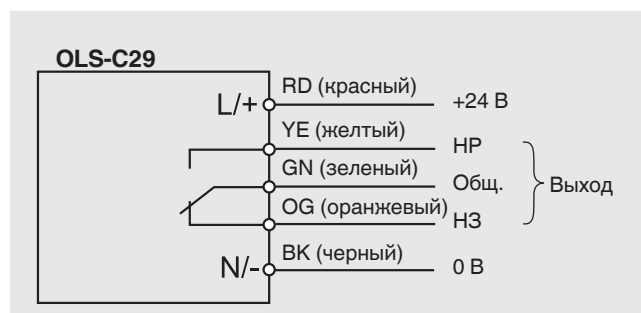 OLS-C29
L/+ RD (красный) +24 В
YE (желтый) НР
GN (зеленый) Общ.
Выход
OG (оранжевый) НЗ
N/- BK (черный) 0 В